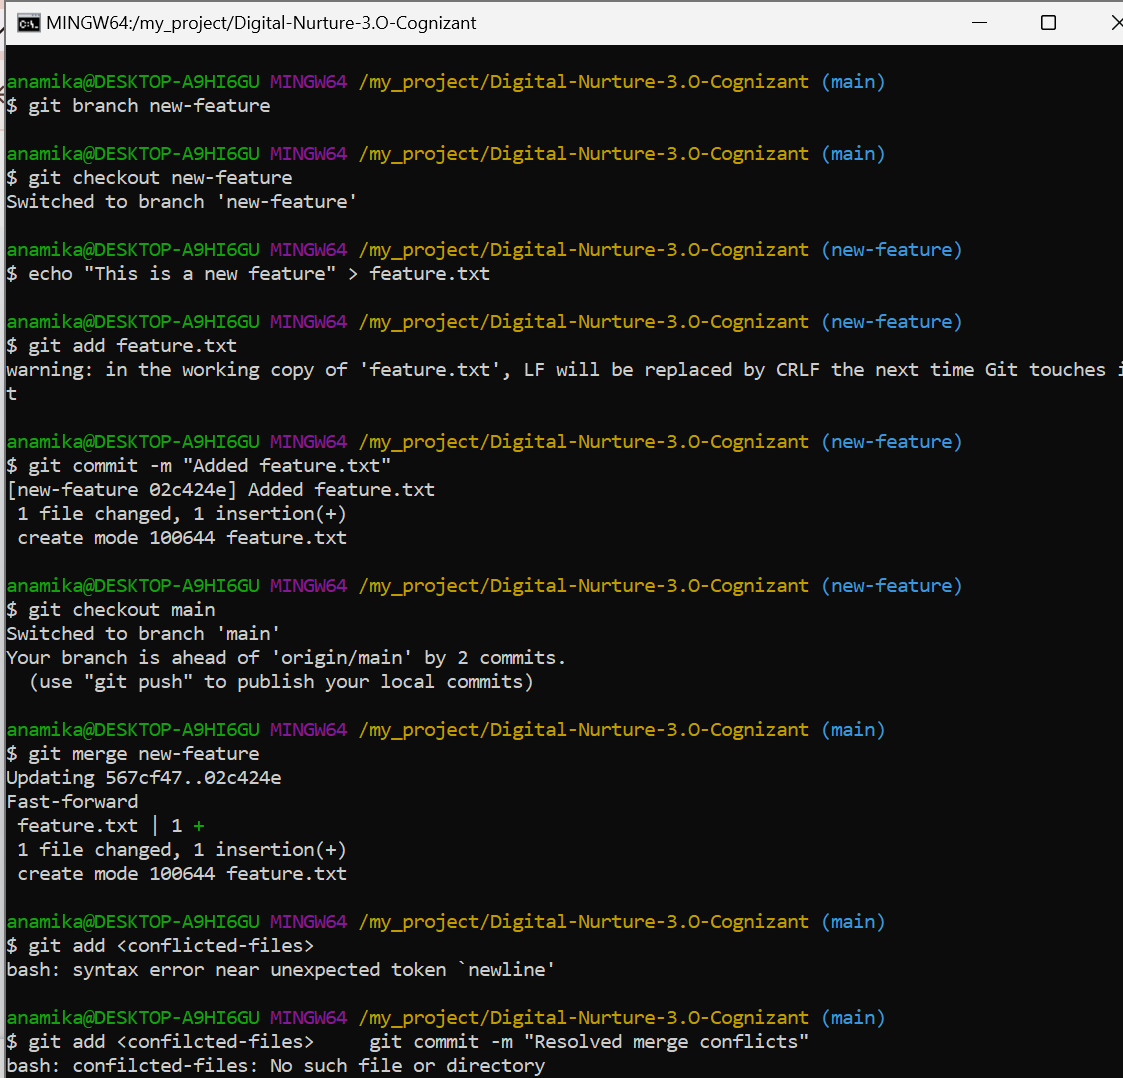 MINGW64:/my_project/Digital-Nurture-3.O-Cognizant
anamika@DESKTOP-A9HI6GU MINGW64 /my_project/Digital-Nurture-3.O-Cognizant (main)
$ git branch new-feature
anamika@DESKTOP-A9HI6GU MINGW64 /my_project/Digital-Nurture-3.O-Cognizant (main)
$ git checkout new-feature
Switched to branch 'new-feature'
anamika@DESKTOP-A9HI6GU MINGW64 /my_project/Digital-Nurture-3.O-Cognizant (new-feature)
$ echo "This is a new feature" > feature.txt
anamika@DESKTOP-A9HI6GU MINGW64 /my_project/Digital-Nurture-3.O-Cognizant (new-feature)
$ git add feature.txt
warning: in the working copy of 'feature.txt', LF will be replaced by CRLF the next time Git touches i
t
anamika@DESKTOP-A9HI6GU MINGW64 /my_project/Digital-Nurture-3.O-Cognizant (new-feature)
$ git commit -m "Added feature.txt"
[new-feature 02c424e] Added feature.txt
 1 file changed, 1 insertion(+)
 create mode 100644 feature.txt
anamika@DESKTOP-A9HI6GU MINGW64 /my_project/Digital-Nurture-3.O-Cognizant (new-feature)
$ git checkout main
Switched to branch 'main'
Your branch is ahead of 'origin/main' by 2 commits.
  (use "git push" to publish your local commits)
anamika@DESKTOP-A9HI6GU MINGW64 /my_project/Digital-Nurture-3.O-Cognizant (main)
$ git merge new-feature
Updating 567cf47..02c424e
Fast-forward
 feature.txt | 1 +
 1 file changed, 1 insertion(+)
 create mode 100644 feature.txt
anamika@DESKTOP-A9HI6GU MINGW64 /my_project/Digital-Nurture-3.O-Cognizant (main)
$ git add <conflicted-files>
bash: syntax error near unexpected token `newline'
anamika@DESKTOP-A9HI6GU MINGW64 /my_project/Digital-Nurture-3.O-Cognizant (main)
$ git add <confilcted-files>     git commit -m "Resolved merge conflicts"
bash: confilcted-files: No such file or directory